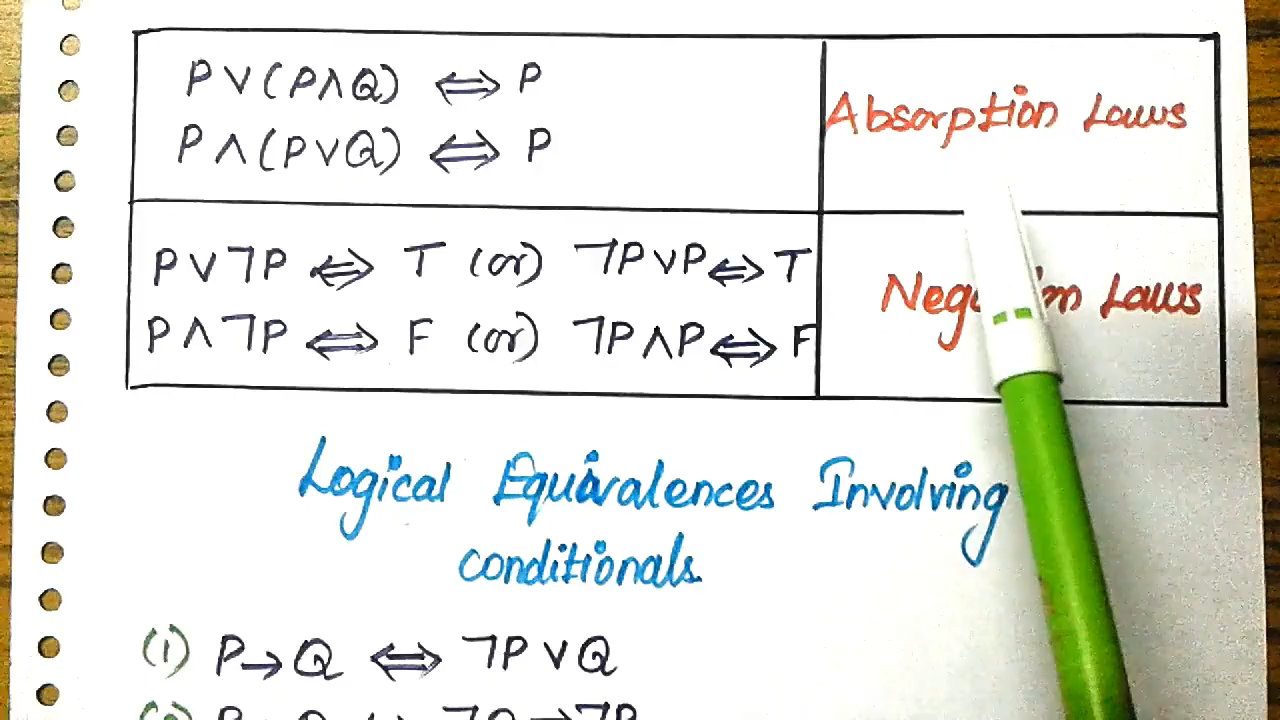 P ∨ (P ∧ Q) ⇔ P
P ∧ (P ∨ Q) ⇔ P
Absorption Laws
P ∨ ¬P ⇔ T (or) ¬P ∨ P ⇔ T
P ∧ ¬P ⇔ F (or) ¬P ∧ P ⇔ F
Laws
Logical Equivalences Involving
conditionals.
(1) P → Q ⇔ ¬P ∨ Q